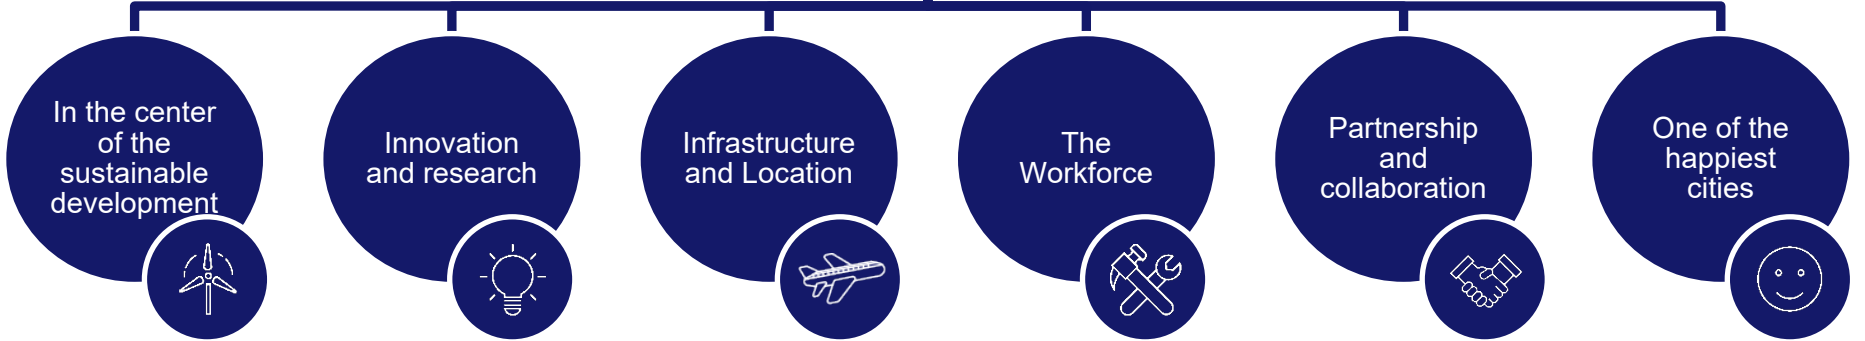 In the center
of the
sustainable
development
Innovation
and research
Infrastructure
and Location
The
Workforce
Partnership
and
collaboration
One of the
happiest
cities